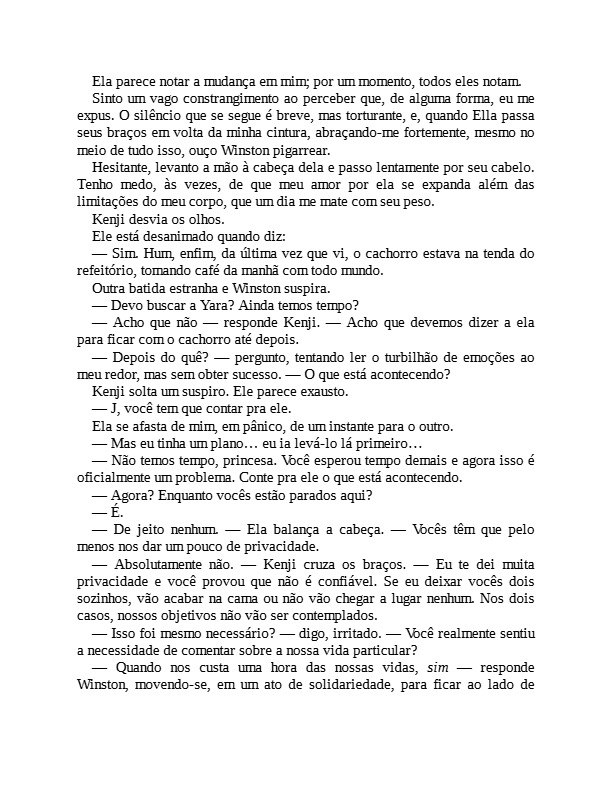 Ela parece notar a mudança em mim; por um momento, todos eles notam.
Sinto um vago constrangimento ao perceber que, de alguma forma, eu me
expus. O silêncio que se segue é breve, mas torturante, e, quando Ella passa
seus braços em volta da minha cintura, abraçando-me fortemente, mesmo no
meio de tudo isso, ouço Winston pigarrear.
Hesitante, levanto a mão à cabeça dela e passo lentamente por seu cabelo.
Tenho medo, às vezes, de que meu amor por ela se expanda além das
limitações do meu corpo, que um dia me mate com seu peso.
Kenji desvia os olhos.
Ele está desanimado quando diz:
— Sim. Hum, enfim, da última vez que vi, o cachorro estava na tenda do
refeitório, tomando café da manhã com todo mundo.
Outra batida estranha e Winston suspira.
— Devo buscar a Yara? Ainda temos tempo?
— Acho que não — responde Kenji. — Acho que devemos dizer a ela
para ficar com o cachorro até depois.
— Depois do quê? — pergunto, tentando ler o turbilhão de emoções ao
meu redor, mas sem obter sucesso. — O que está acontecendo?
Kenji solta um suspiro. Ele parece exausto.
— J, você tem que contar pra ele.
Ela se afasta de mim, em pânico, de um instante para o outro.
— Mas eu tinha um plano… eu ia levá-lo lá primeiro…
— Não temos tempo, princesa. Você esperou tempo demais e agora isso é
oficialmente um problema. Conte pra ele o que está acontecendo.
— Agora? Enquanto vocês estão parados aqui?
— É.
— De jeito nenhum. — Ela balança a cabeça. — Vocês têm que pelo
menos nos dar um pouco de privacidade.
— Absolutamente não. — Kenji cruza os braços. — Eu te dei muita
privacidade e você provou que não é confiável. Se eu deixar vocês dois
sozinhos, vão acabar na cama ou não vão chegar a lugar nenhum. Nos dois
casos, nossos objetivos não vão ser contemplados.
— Isso foi mesmo necessário? — digo, irritado. — Você realmente sentiu
a necessidade de comentar sobre a nossa vida particular?
— Quando nos custa uma hora das nossas vidas, sim — responde
Winston, movendo-se, em um ato de solidariedade, para ficar ao lado de